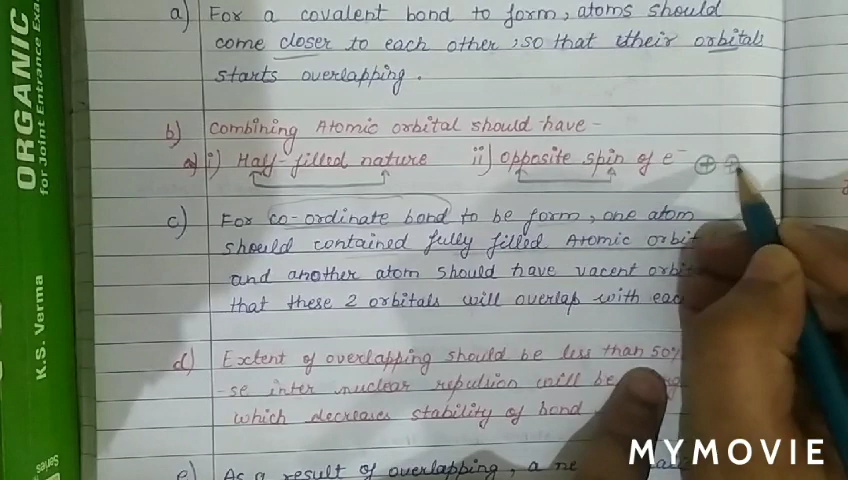 ORGANIC
for Joint Entrance Exa
K.S. Verma
a) For a covalent bond to form, atoms should
come closer to each other, so that their orbitals
starts overlapping.
b) Combining Atomic orbital should have -
i) Half-filled nature ii) Opposite spin of e⁻
c) For co-ordinate bond to be form, one atom
should contained fully filled Atomic orbit
and another atom should have vacent orbit
that these 2 orbitals will overlap with eac
d) Extent of overlapping should be less than 50%
-se inter nuclear repulsion will be
which decreases stability of bond
e) As a result of overlapping, a ne
MYMOVIE